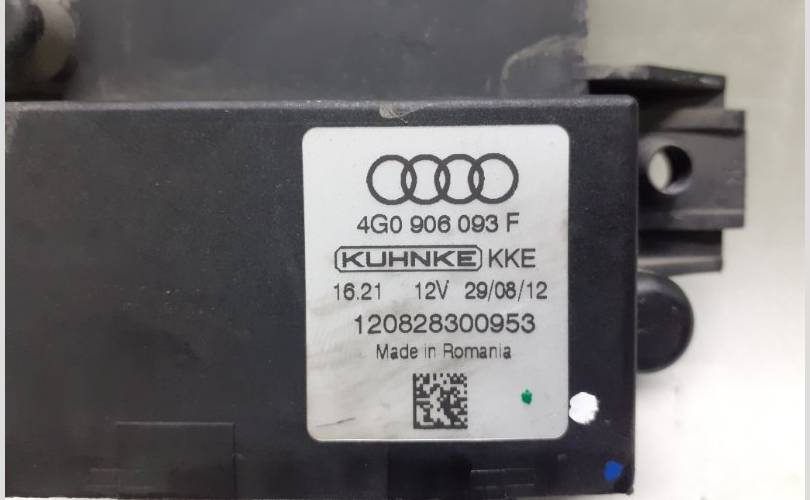 4G0 906 093 F
KUHNKE KKE
16.21 12V 29/08/12
120828300953
Made in Romania